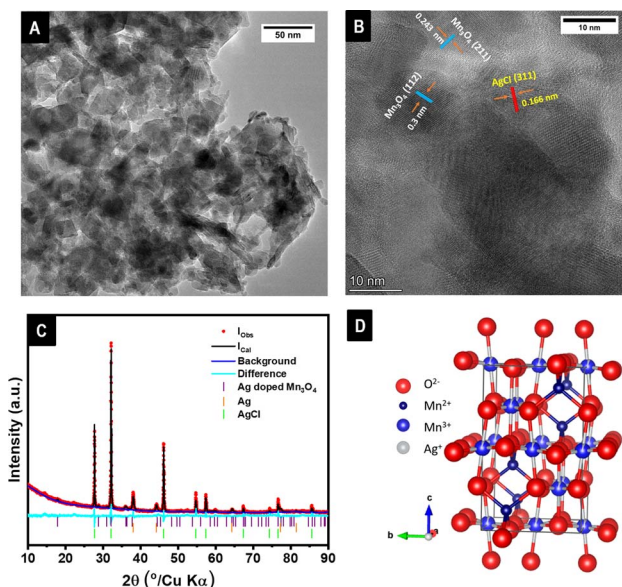 A
50 nm
B
10 nm
0.243 nm
Mn₃O₄ (211)
Mn₃O₄ (112)
0.3 nm
AgCl (311)
0.166 nm
10 nm
C
I_Obs
I_Cal
Background
Difference
Ag doped Mn₃O₄
Ag
AgCl
Intensity (a.u.)
10 20 30 40 50 60 70 80 90
2θ (°/Cu Kα)
D
O²⁻
Mn²⁺
Mn³⁺
Ag⁺
c
b
a